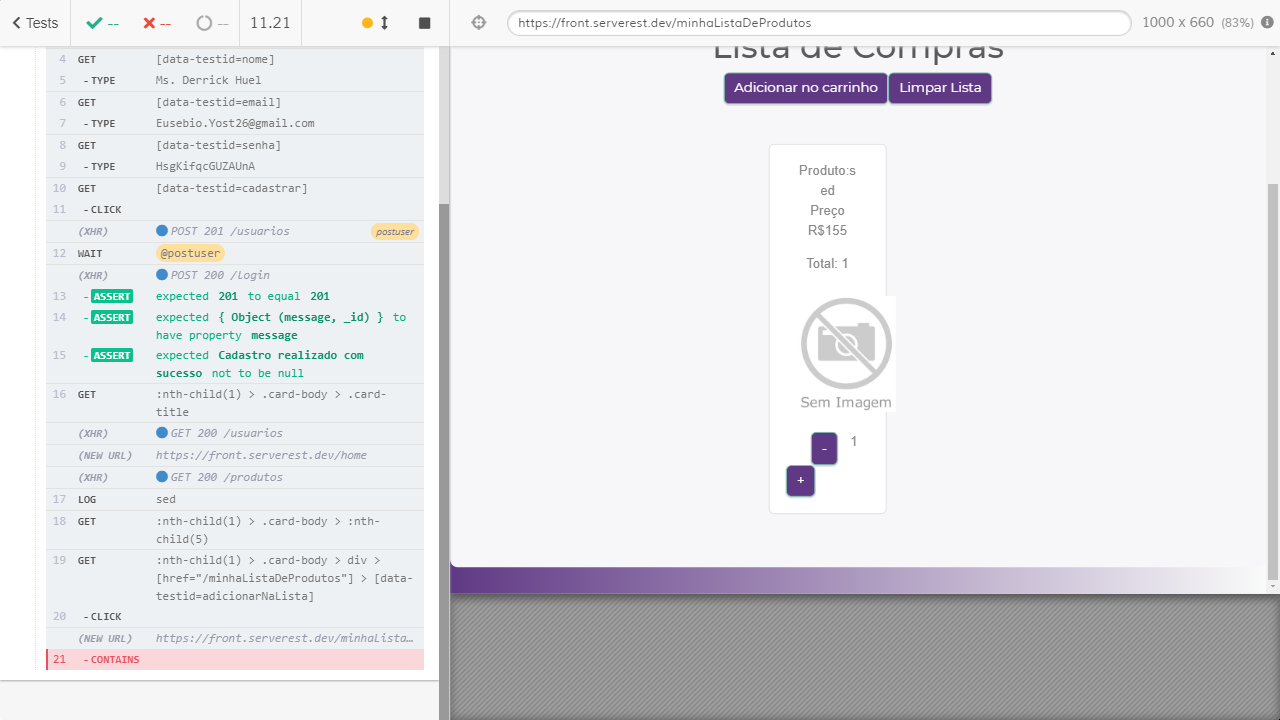 Tests
--
--
--
11.21
https://front.serverest.dev/minhaListaDeProdutos
1000 x 660 (83%)
4 GET [data-testid=nome]
5 -TYPE Ms. Derrick Huel
6 GET [data-testid=email]
7 -TYPE Eusebio.Yost26@gmail.com
8 GET [data-testid=senha]
9 -TYPE HsgKifqcGUZAUnA
10 GET [data-testid=cadastrar]
11 -CLICK
(XHR) POST 201 /usuarios postuser
12 WAIT @postuser
(XHR) POST 200 /login
13 -ASSERT expected 201 to equal 201
14 -ASSERT expected { Object (message, _id) } to
have property message
15 -ASSERT expected Cadastro realizado com
sucesso not to be null
16 GET :nth-child(1) > .card-body > .card-
title
(XHR) GET 200 /usuarios
(NEW URL) https://front.serverest.dev/home
(XHR) GET 200 /produtos
17 LOG sed
18 GET :nth-child(1) > .card-body > :nth-
child(5)
19 GET :nth-child(1) > .card-body > div >
[href="/minhaListaDeProdutos"] > [data-
testid=adicionarNaLista]
20 -CLICK
(NEW URL) https://front.serverest.dev/minhaLista…
21 -CONTAINS
Lista de Compras
Adicionar no carrinho
Limpar Lista
Produto:s
ed
Preço
R$155
Total: 1
Sem Imagem
- 1
+